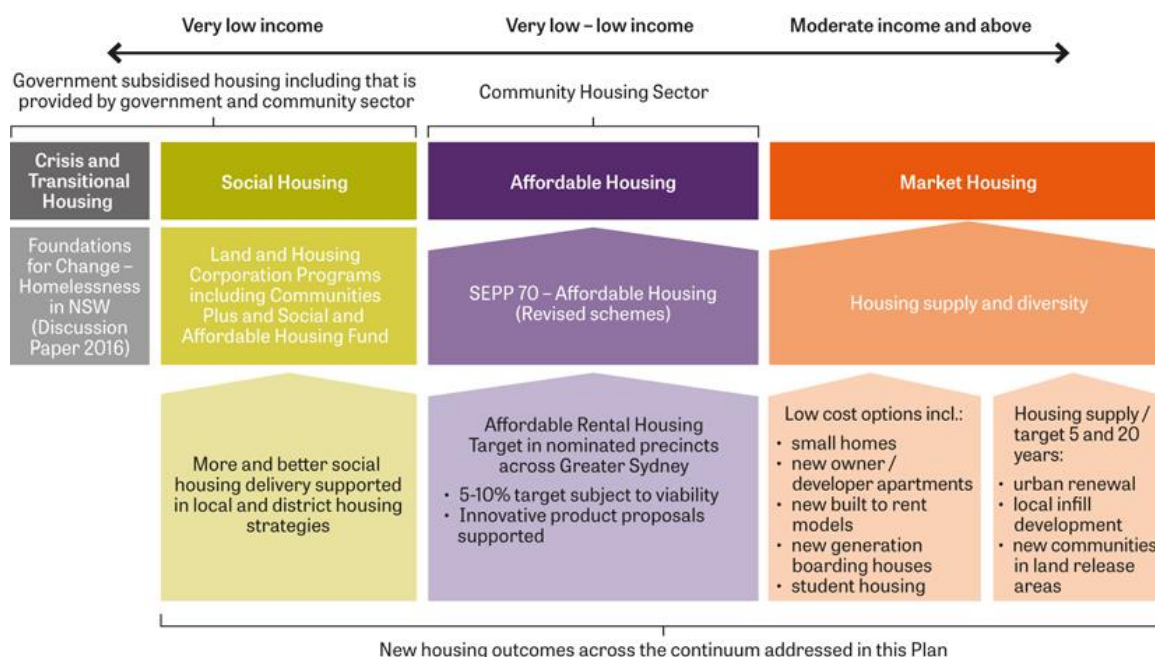 Very low income
Very low – low income
Moderate income and above
Government subsidised housing including that is
provided by government and community sector
Community Housing Sector
Crisis and
Transitional
Housing
Social Housing
Affordable Housing
Market Housing
Foundations
for Change –
Homelessness
in NSW
(Discussion
Paper 2016)
Land and Housing
Corporation Programs
including Communities
Plus and Social and
Affordable Housing Fund
SEPP 70 – Affordable Housing
(Revised schemes)
Housing supply and diversity
More and better social
housing delivery supported
in local and district housing
strategies
Affordable Rental Housing
Target in nominated precincts
across Greater Sydney
• 5-10% target subject to viability
• Innovative product proposals
supported
Low cost options incl.:
• small homes
• new owner /
developer apartments
• new built to rent
models
• new generation
boarding houses
• student housing
Housing supply /
target 5 and 20
years:
• urban renewal
• local infill
development
• new communities
in land release
areas
New housing outcomes across the continuum addressed in this Plan